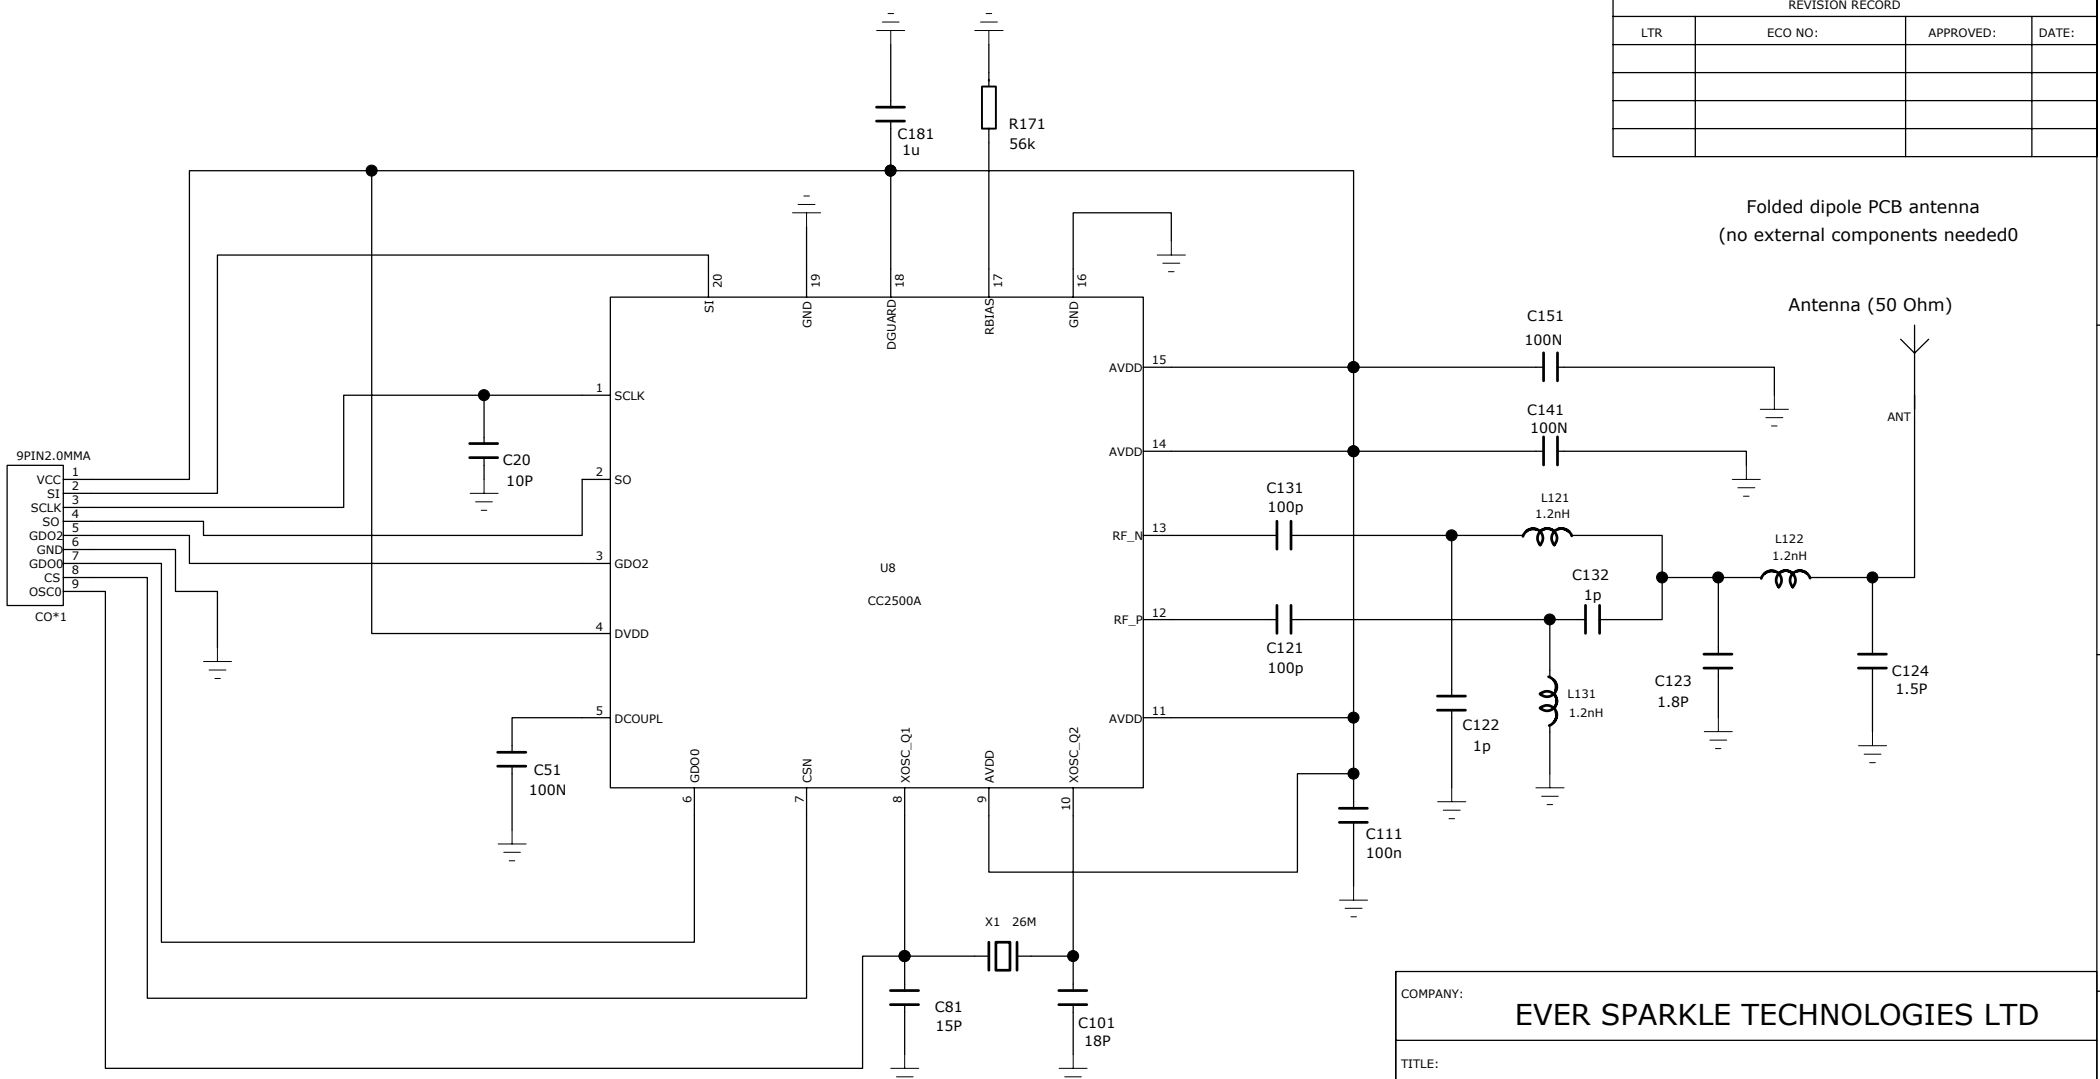 REVISION RECORD
LTR
ECO NO:
APPROVED:
DATE:
C181
1u
R171
56k
Folded dipole PCB antenna
(no external components needed0
Antenna (50 Ohm)
ANT
20
19
18
17
16
SI
GND
DGUARD
RBIAS
GND
C151
100N
AVDD
15
C141
100N
AVDD
14
1
SCLK
C20
10P
2
SO
3
GDO2
4
DVDD
5
DCOUPL
C51
100N
9PIN2.0MMA
VCC
1
SI
2
SCLK
3
SO
4
GDO2
5
GND
6
GDO0
7
CS
8
OSC0
9
CO*1
U8
CC2500A
C131
100p
RF_N
13
L121
1.2nH
L122
1.2nH
C132
1p
RF_P
12
C121
100p
L131
1.2nH
C122
1p
C123
1.8P
C124
1.5P
AVDD
11
GDO0
CSN
XOSC_Q1
AVDD
XOSC_Q2
6
7
8
9
10
C111
100n
X1 26M
C81
15P
C101
18P
COMPANY:
EVER SPARKLE TECHNOLOGIES LTD
TITLE: